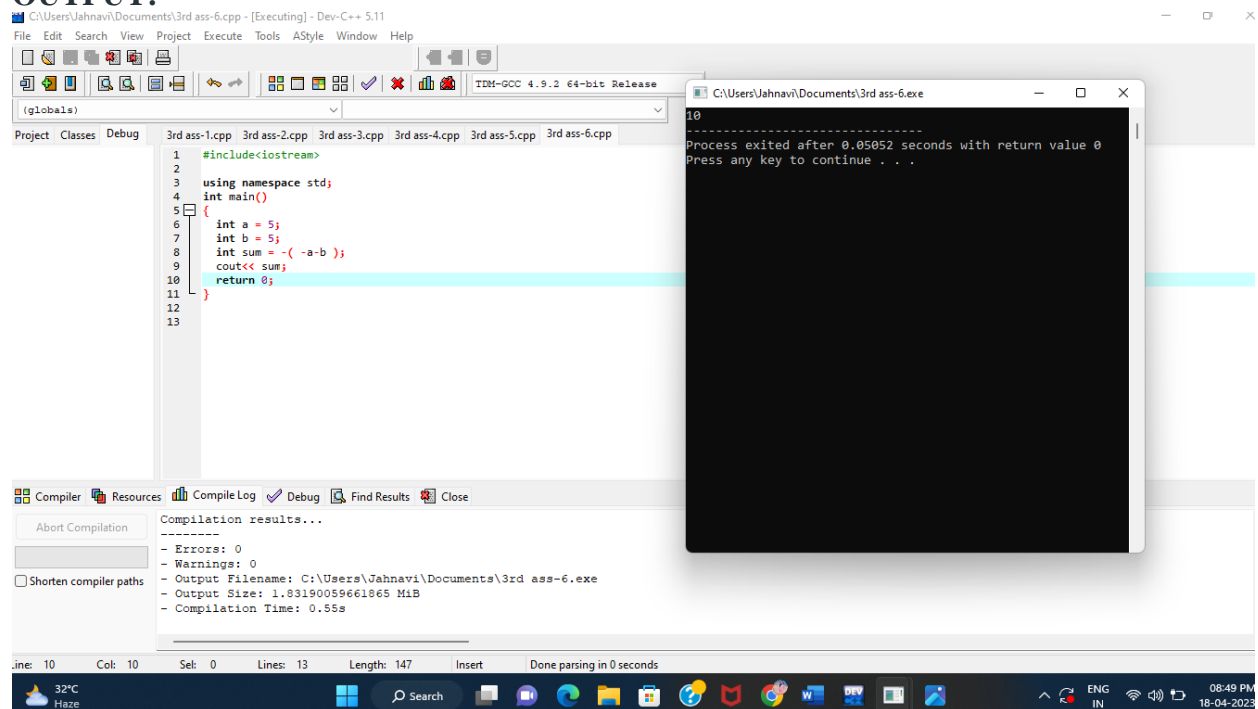 OUTPUT:
C:\Users\Jahnavi\Documents\3rd ass-6.cpp - [Executing] - Dev-C++ 5.11
File Edit Search View Project Execute Tools AStyle Window Help
TDM-GCC 4.9.2 64-bit Release
(globals)
Project Classes Debug
3rd ass-1.cpp 3rd ass-2.cpp 3rd ass-3.cpp 3rd ass-4.cpp 3rd ass-5.cpp 3rd ass-6.cpp
1 #include<iostream>
2
3 using namespace std;
4 int main()
5 {
6 int a = 5;
7 int b = 5;
8 int sum = -( -a-b );
9 cout<< sum;
10 return 0;
11 }
12
13
C:\Users\Jahnavi\Documents\3rd ass-6.exe
10
--------------------------------
Process exited after 0.05052 seconds with return value 0
Press any key to continue . . .
Compiler Resources Compile Log Debug Find Results Close
Abort Compilation
Shorten compiler paths
Compilation results...
--------
- Errors: 0
- Warnings: 0
- Output Filename: C:\Users\Jahnavi\Documents\3rd ass-6.exe
- Output Size: 1.83190059661865 MiB
- Compilation Time: 0.55s
Line: 10 Col: 10 Sel: 0 Lines: 13 Length: 147 Insert Done parsing in 0 seconds
32°C
Haze
Search
W
DEV
ENG
IN
08:49 PM
18-04-2023